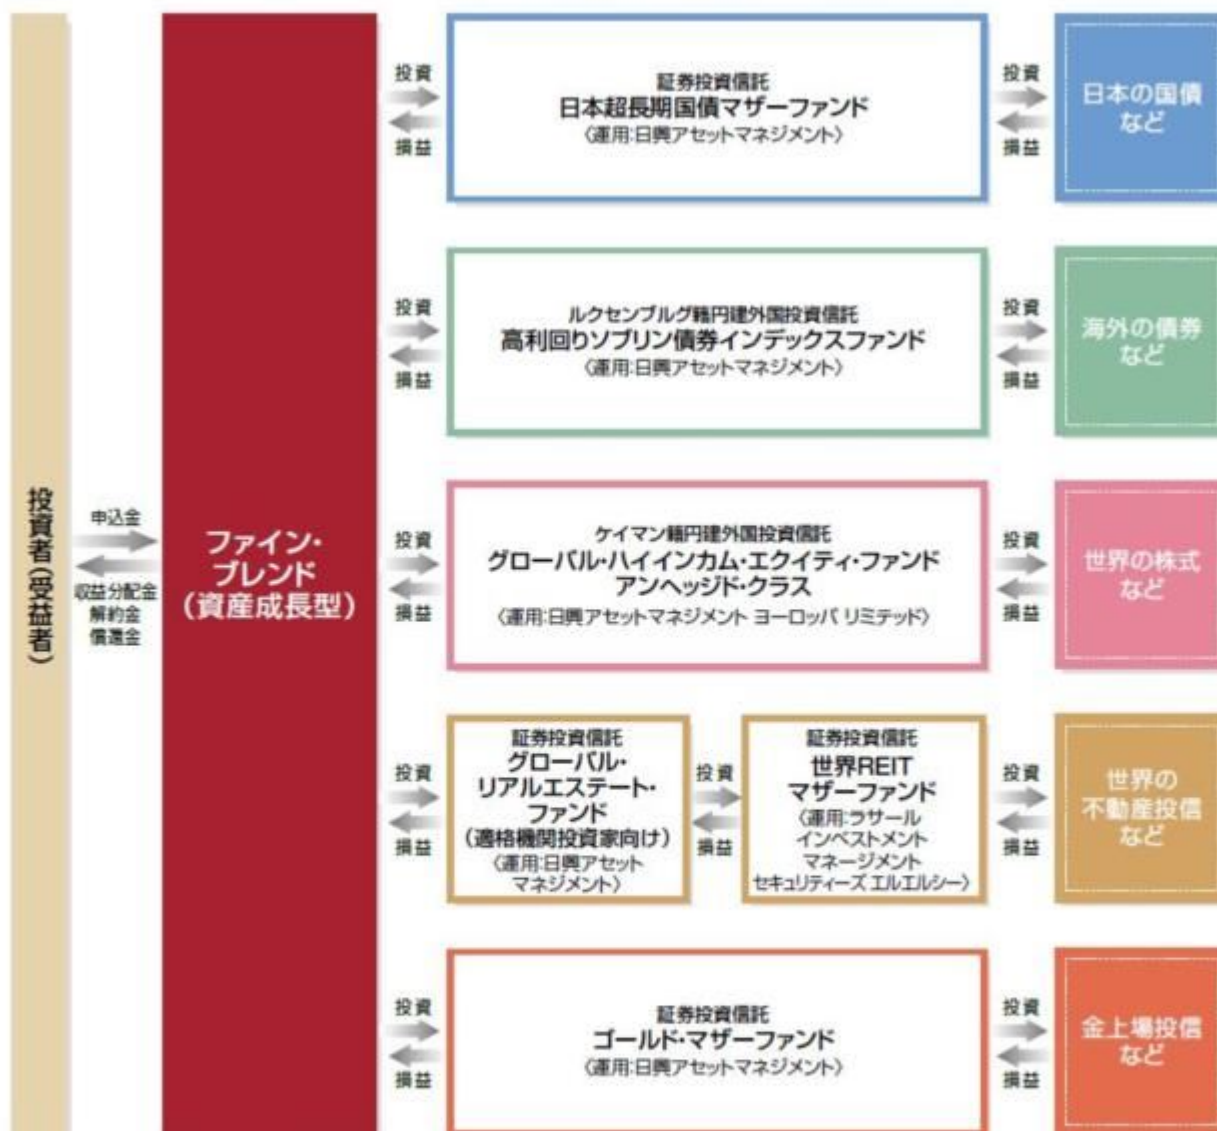 投資者(受益者)
申込金
収益分配金
解約金
償還金
ファイン・
ブレンド
(資産成長型)
投資
損益
証券投資信託
日本超長期国債マザーファンド
〈運用:日興アセットマネジメント〉
投資
損益
日本の国債
など
投資
損益
ルクセンブルグ籍円建外国投資信託
高利回りソブリン債券インデックスファンド
〈運用:日興アセットマネジメント〉
投資
損益
海外の債券
など
投資
損益
ケイマン籍円建外国投資信託
グローバル・ハイインカム・エクイティ・ファンド
アンヘッジド・クラス
〈運用:日興アセットマネジメント ヨーロッパ リミテッド〉
投資
損益
世界の株式
など
投資
損益
証券投資信託
グローバル・
リアルエステート・
ファンド
(適格機関投資家向け)
〈運用:日興アセット
マネジメント〉
投資
損益
証券投資信託
世界REIT
マザーファンド
〈運用:ラサール
インベストメント
マネージメント
セキュリティーズ エルエルシー〉
投資
損益
世界の
不動産投信
など
投資
損益
証券投資信託
ゴールド・マザーファンド
〈運用:日興アセットマネジメント〉
投資
損益
金上場投信
など